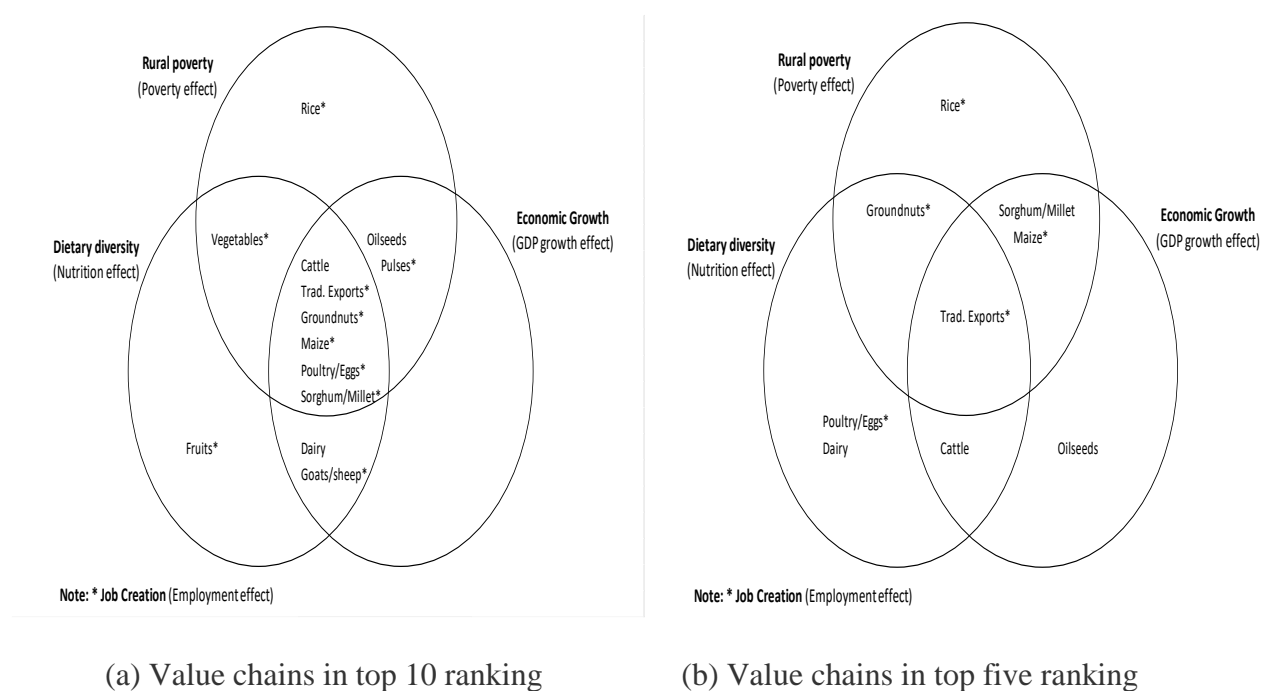 Rural poverty
(Poverty effect)
Rice*
Economic Growth
(GDP growth effect)
Dietary diversity
(Nutrition effect)
Vegetables*
Oilseeds
Pulses*
Cattle
Trad. Exports*
Groundnuts*
Maize*
Poultry/Eggs*
Sorghum/Millet*
Fruits*
Dairy
Goats/sheep*
Note: * Job Creation (Employment effect)
(a) Value chains in top 10 ranking
Rural poverty
(Poverty effect)
Rice*
Economic Growth
(GDP growth effect)
Dietary diversity
(Nutrition effect)
Groundnuts*
Sorghum/Millet
Maize*
Trad. Exports*
Poultry/Eggs*
Dairy
Cattle
Oilseeds
Note: * Job Creation (Employment effect)
(b) Value chains in top five ranking